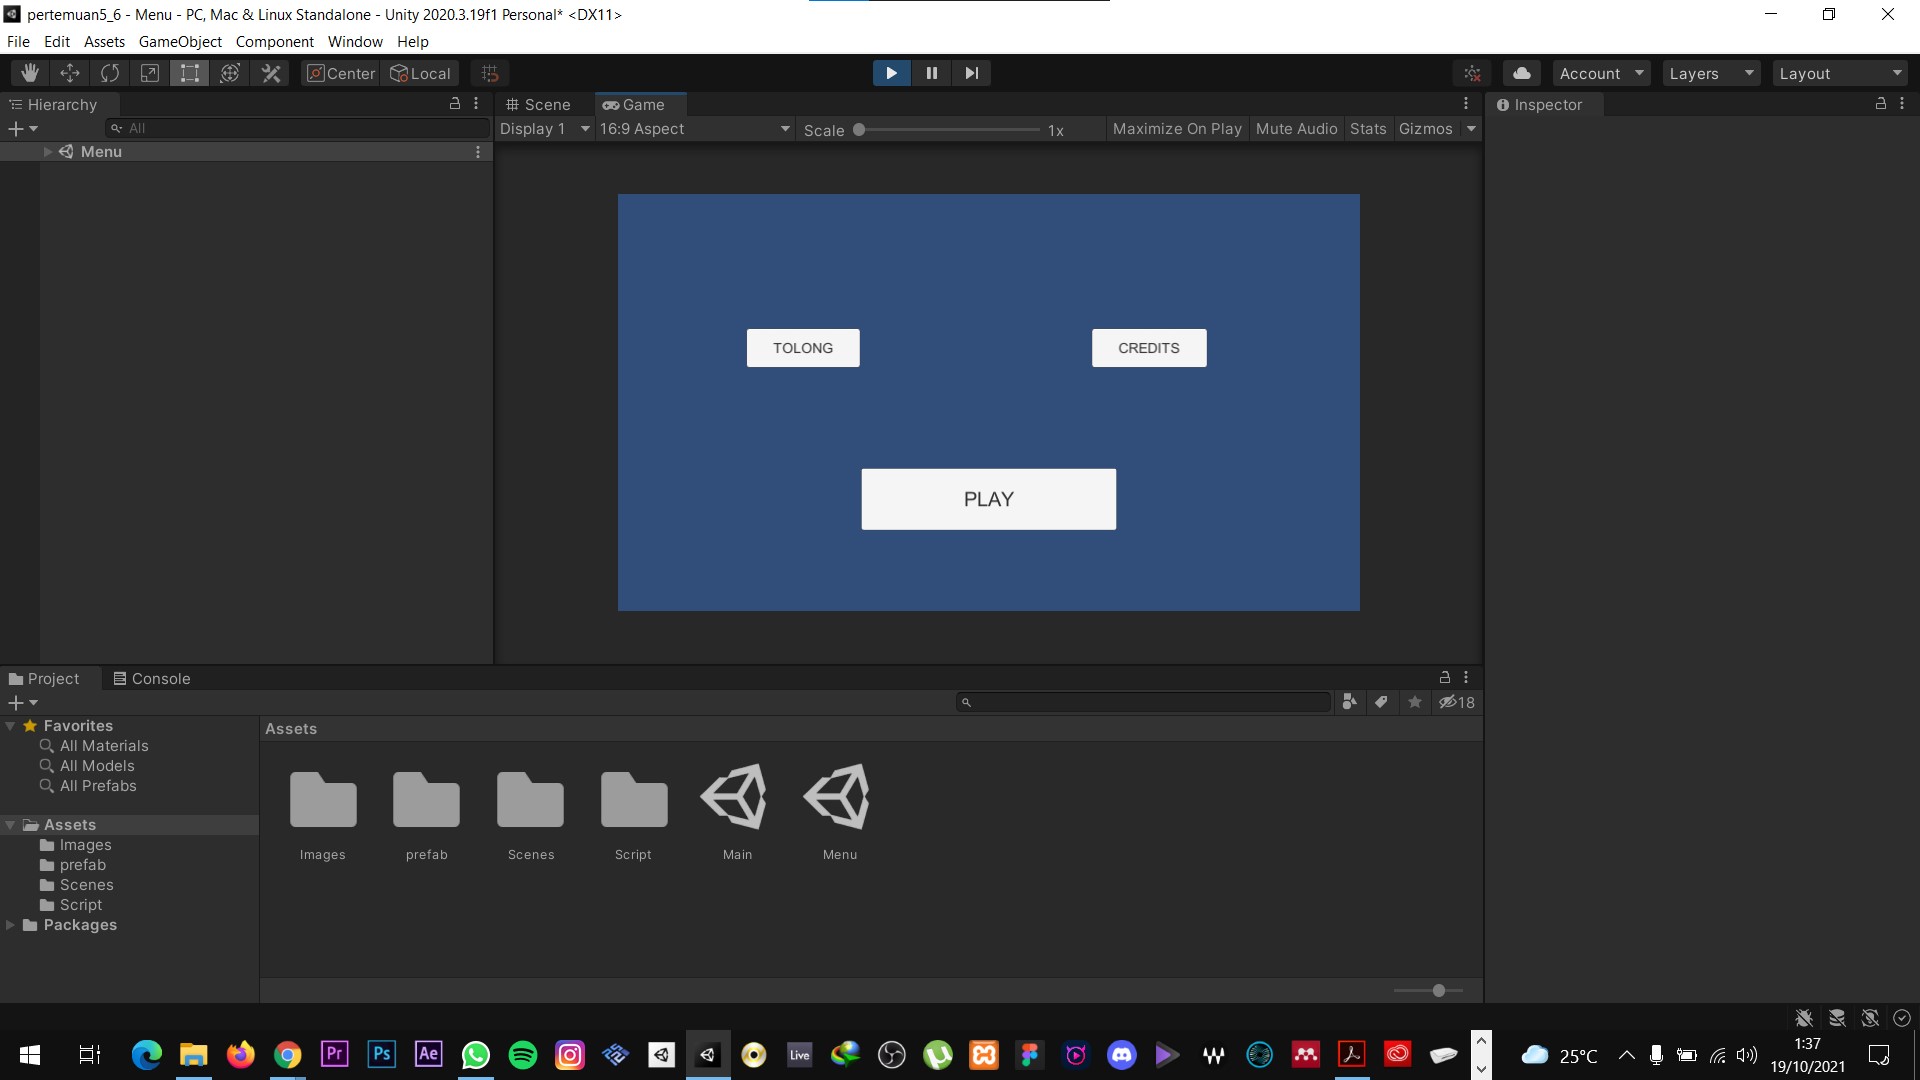 pertemuan5_6 - Menu - PC, Mac & Linux Standalone - Unity 2020.3.19f1 Personal* <DX11>
File Edit Assets GameObject Component Window Help
Center Local Account Layers Layout
Hierarchy
All
Menu
Scene Game
Display 1 16:9 Aspect Scale 1x Maximize On Play Mute Audio Stats Gizmos
TOLONG CREDITS
PLAY
Inspector
Project Console
18
Favorites
All Materials
All Models
All Prefabs
Assets
Images
prefab
Scenes
Script
Packages
Assets
Images prefab Scenes Script Main Menu
Pr Ps Ae Live W
25°C
1:37
19/10/2021